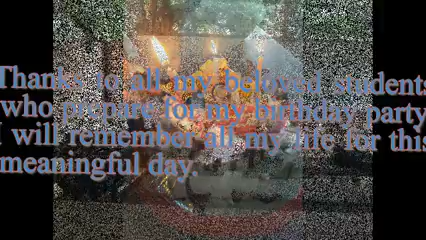 Thanks to all my beloved students
who prepare for my birthday party
I will remember all my life for this
meaningful day.